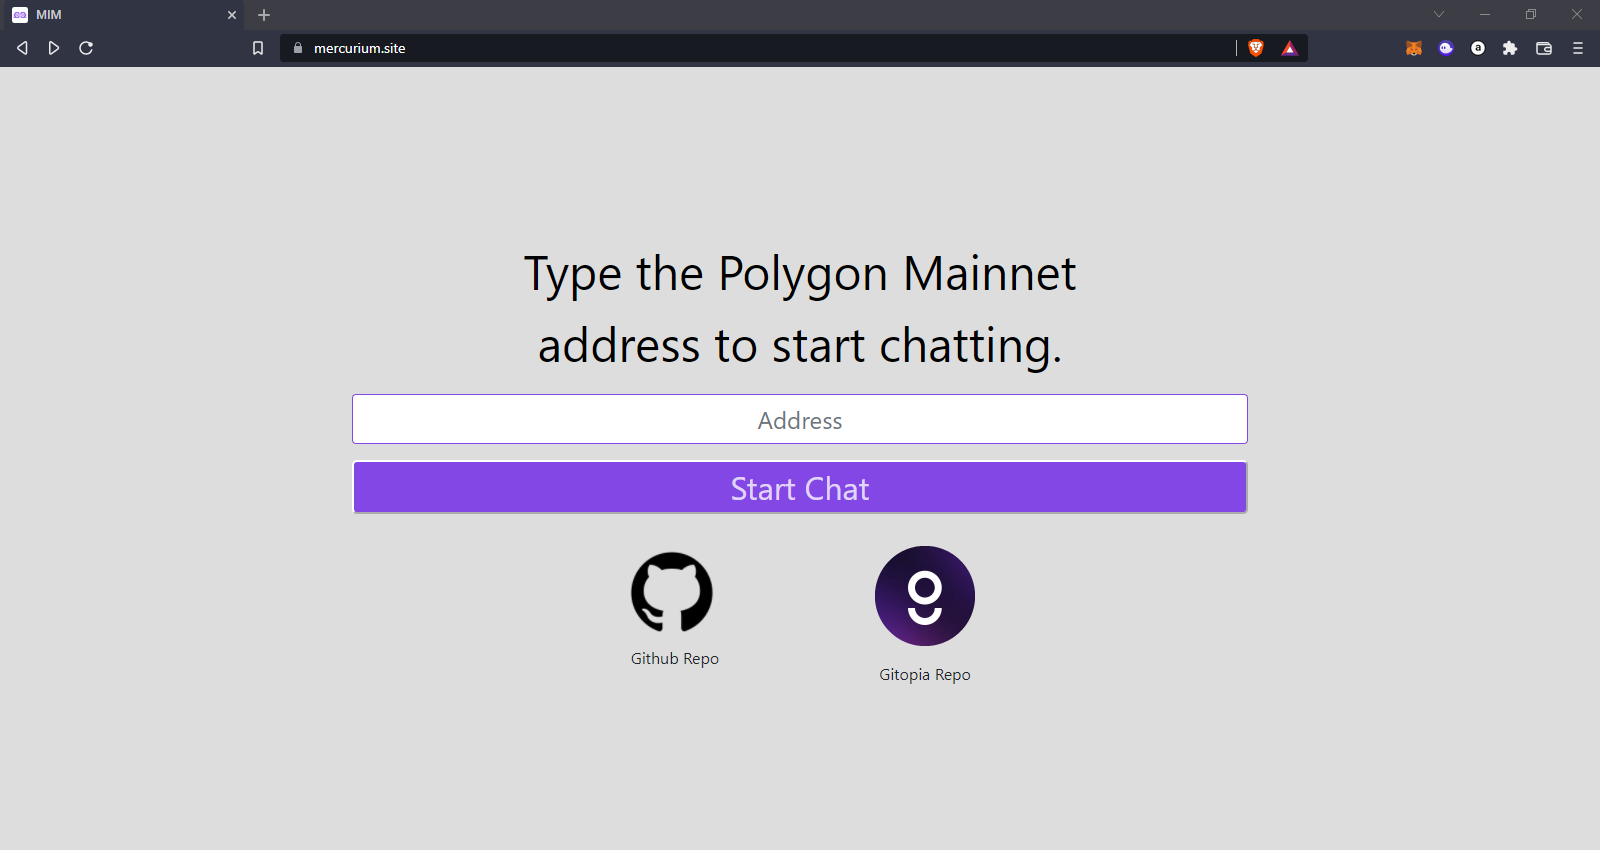 MIM
mercurium.site
Type the Polygon Mainnet
address to start chatting.
Address
Start Chat
Github Repo
Gitopia Repo